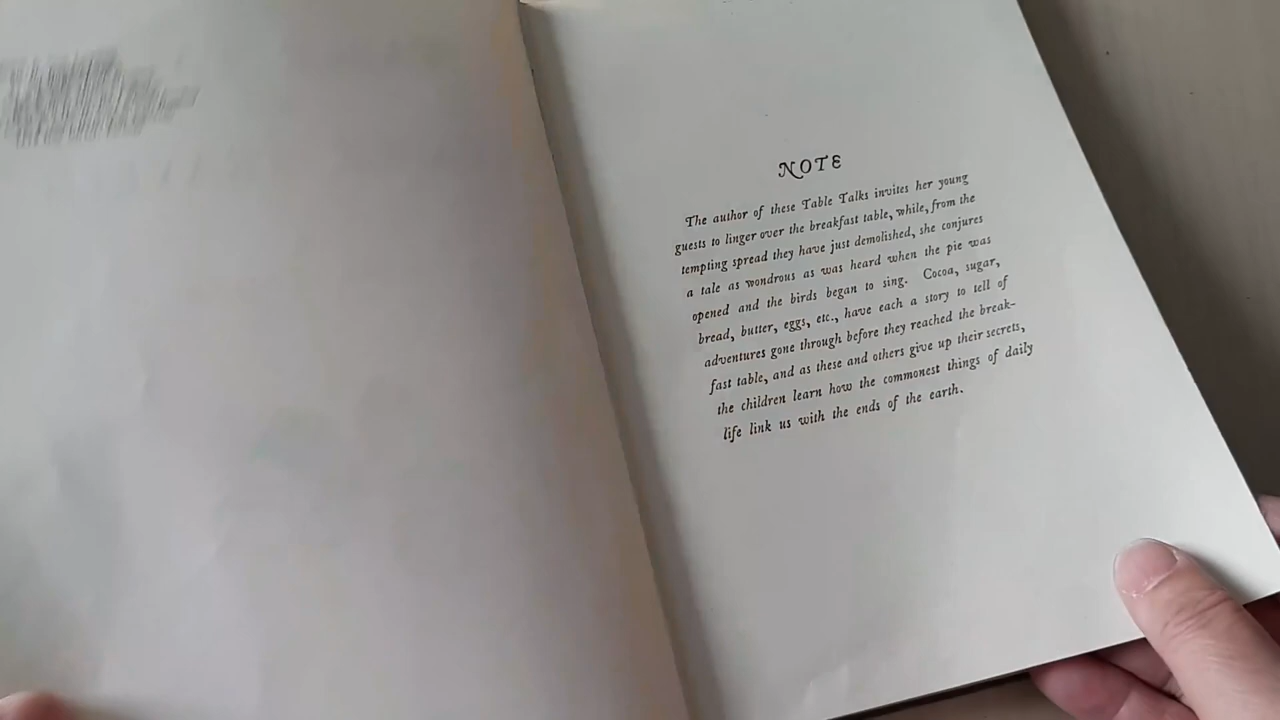 NOTE
The author of these Table Talks invites her young
guests to linger over the breakfast table, while, from the
tempting spread they have just demolished, she conjures
a tale as wondrous as was heard when the pie was
opened and the birds began to sing. Cocoa, sugar,
bread, butter, eggs, etc., have each a story to tell of
adventures gone through before they reached the break-
fast table, and as these and others give up their secrets,
the children learn how the commonest things of daily
life link us with the ends of the earth.